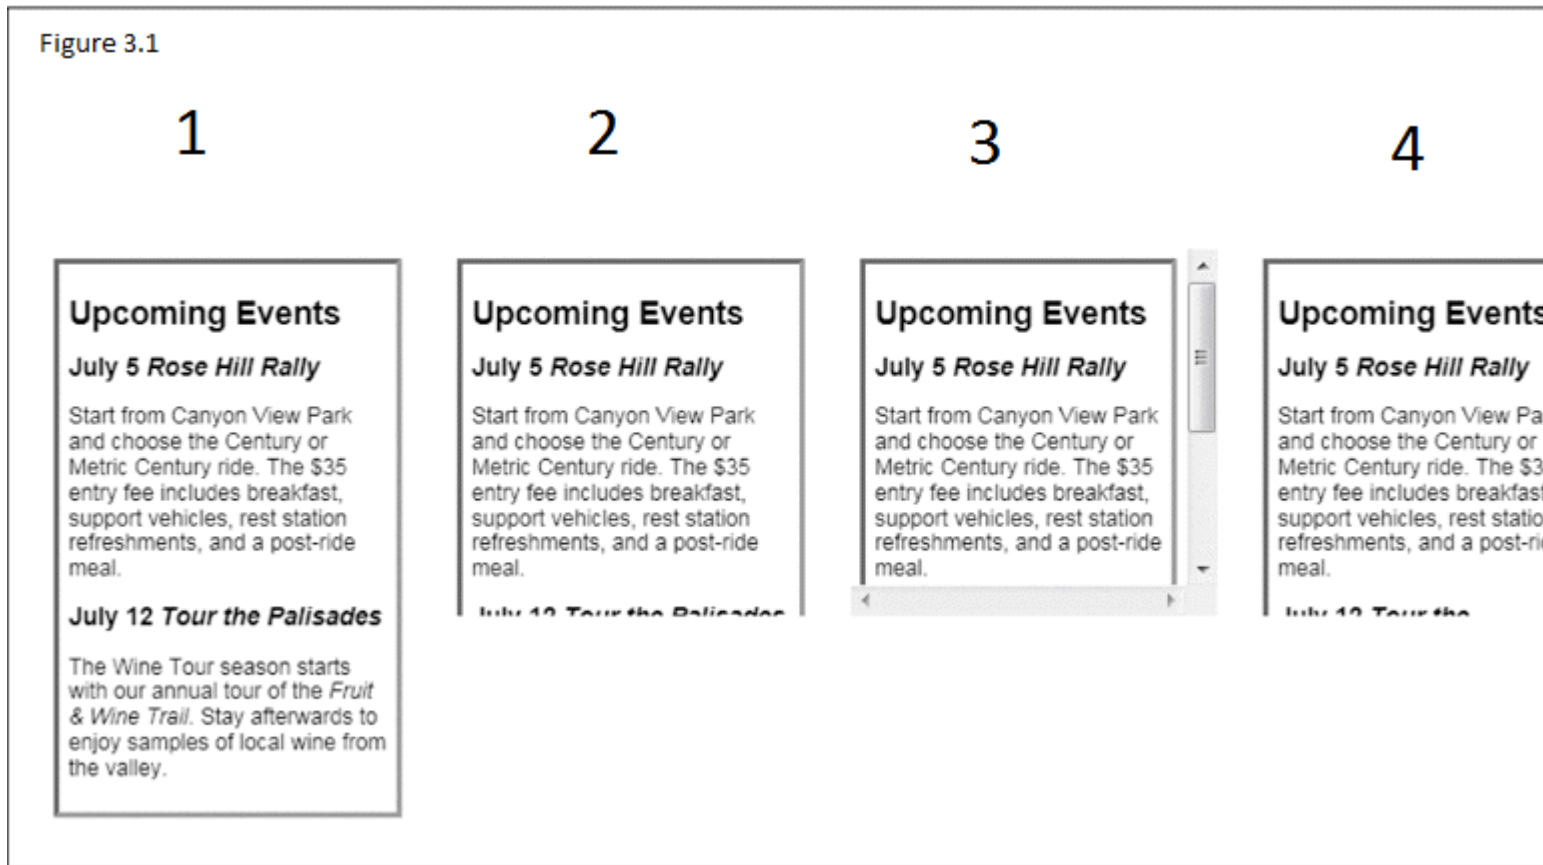 Figure 3.1
1
2
3
4
Upcoming Events
July 5 Rose Hill Rally
Start from Canyon View Park
and choose the Century or
Metric Century ride. The $35
entry fee includes breakfast,
support vehicles, rest station
refreshments, and a post-ride
meal.
July 12 Tour the Palisades
The Wine Tour season starts
with our annual tour of the Fruit
& Wine Trail. Stay afterwards to
enjoy samples of local wine from
the valley.
Upcoming Events
July 5 Rose Hill Rally
Start from Canyon View Park
and choose the Century or
Metric Century ride. The $35
entry fee includes breakfast,
support vehicles, rest station
refreshments, and a post-ride
meal.
July 12 Tour the Palisades
Upcoming Events
July 5 Rose Hill Rally
Start from Canyon View Park
and choose the Century or
Metric Century ride. The $35
entry fee includes breakfast,
support vehicles, rest station
refreshments, and a post-ride
meal.
Upcoming Events
July 5 Rose Hill Rally
Start from Canyon View Pa
and choose the Century or
Metric Century ride. The $3
entry fee includes breakfast
support vehicles, rest statio
refreshments, and a post-ri
meal.
July 12 Tour the